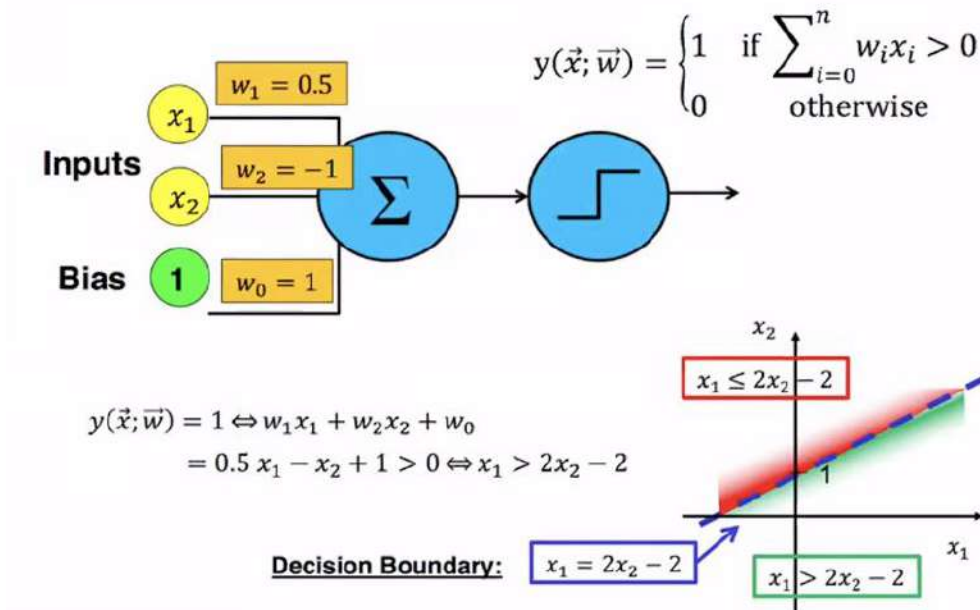 y(x⃗; w⃗) = {1 if ∑ⁿᵢ₌₀ wᵢxᵢ > 0
0 otherwise
w₁ = 0.5
x₁
Inputs
w₂ = −1
x₂
Σ
Bias
1
w₀ = 1
x₂
x₁ ≤ 2x₂ − 2
y(x⃗; w⃗) = 1 ⇔ w₁x₁ + w₂x₂ + w₀
= 0.5 x₁ − x₂ + 1 > 0 ⇔ x₁ > 2x₂ − 2
1
x₁
Decision Boundary:
x₁ = 2x₂ − 2
x₁ > 2x₂ − 2